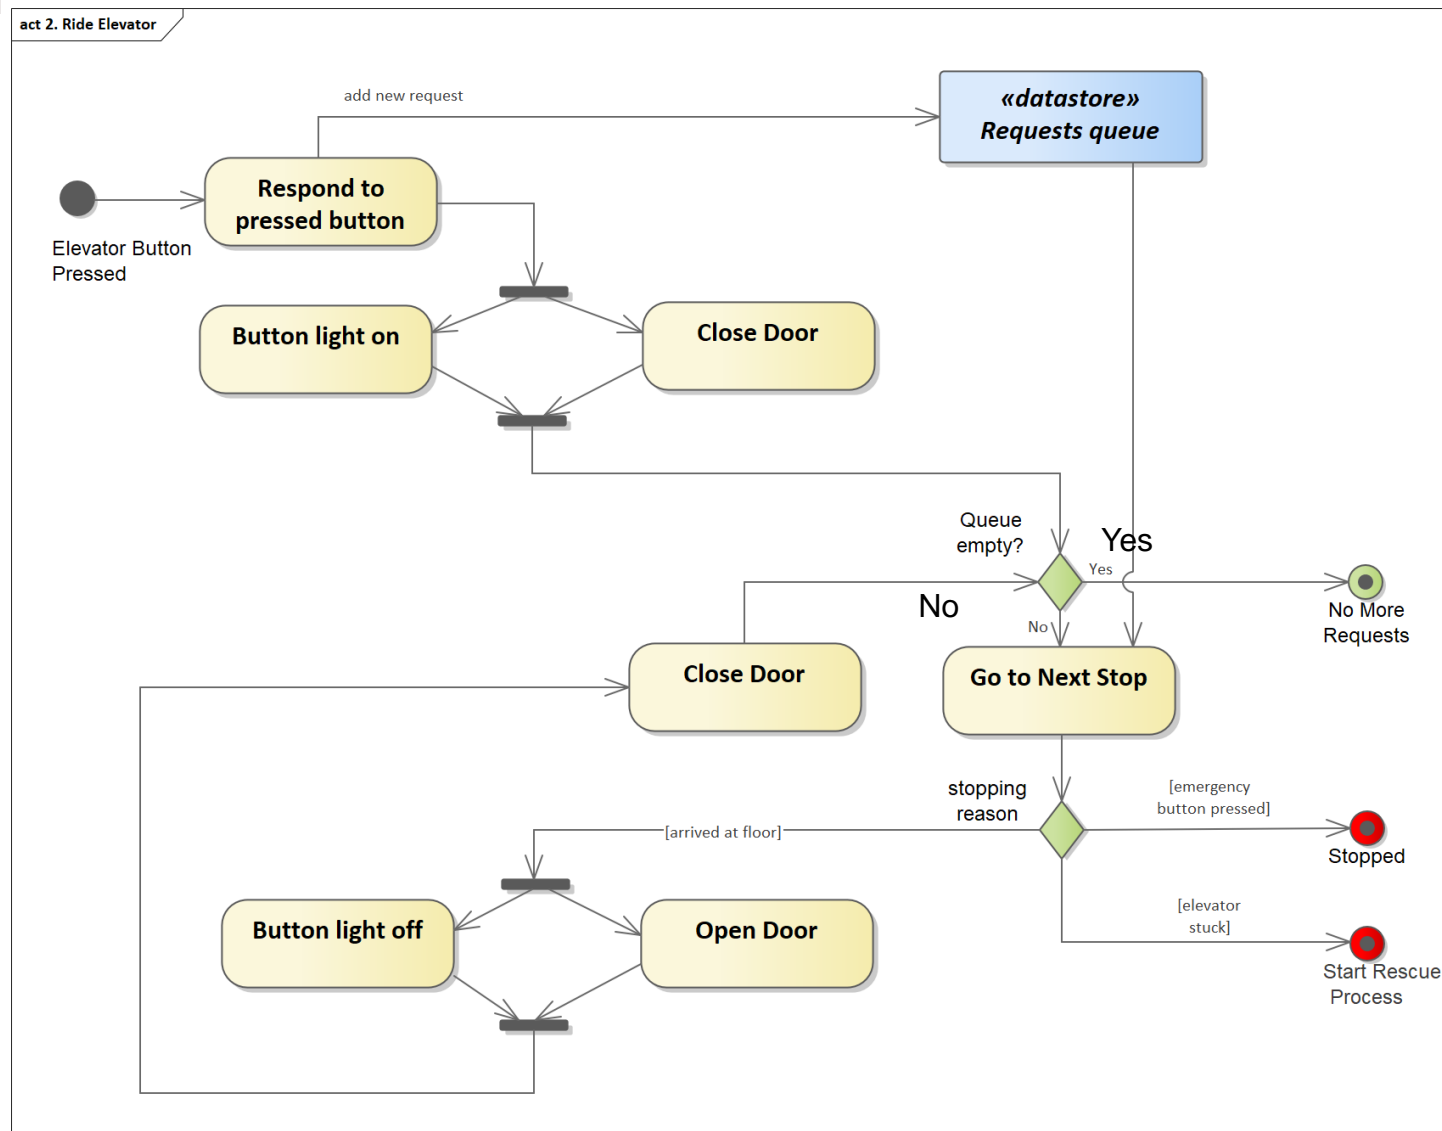 act 2. Ride Elevator
add new request
«datastore»
Requests queue
Respond to
pressed button
Elevator Button
Pressed
Button light on
Close Door
Queue
empty?
Yes
Yes
No
No
No More
Requests
Close Door
Go to Next Stop
stopping
reason
[emergency
button pressed]
[arrived at floor]
Stopped
[elevator
stuck]
Button light off
Open Door
Start Rescue
Process